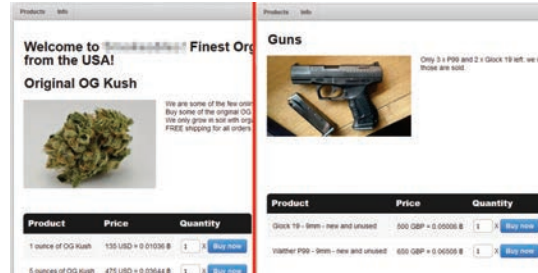 Products Info
Welcome to Finest Org
from the USA!
Original OG Kush
We are some of the few onlin
Buy some of the original OG
We only grow in soil with orga
FREE shipping for all orders
Product Price Quantity
1 ounce of OG Kush 135 USD = 0.01036 ฿ 1 X Buy now
5 ounces of OG Kush 475 USD = 0.03644 ฿ 1 X Buy now
Products Info
Guns
Only 3 x P99 and 2 x Glock 19 left. we
those are sold.
Product Price Quantity
Glock 19 - 9mm - new and unused 500 GBP = 0.05006 ฿ 1 X Buy now
Walther P99 - 9mm - new and unused 650 GBP = 0.06508 ฿ 1 X Buy now